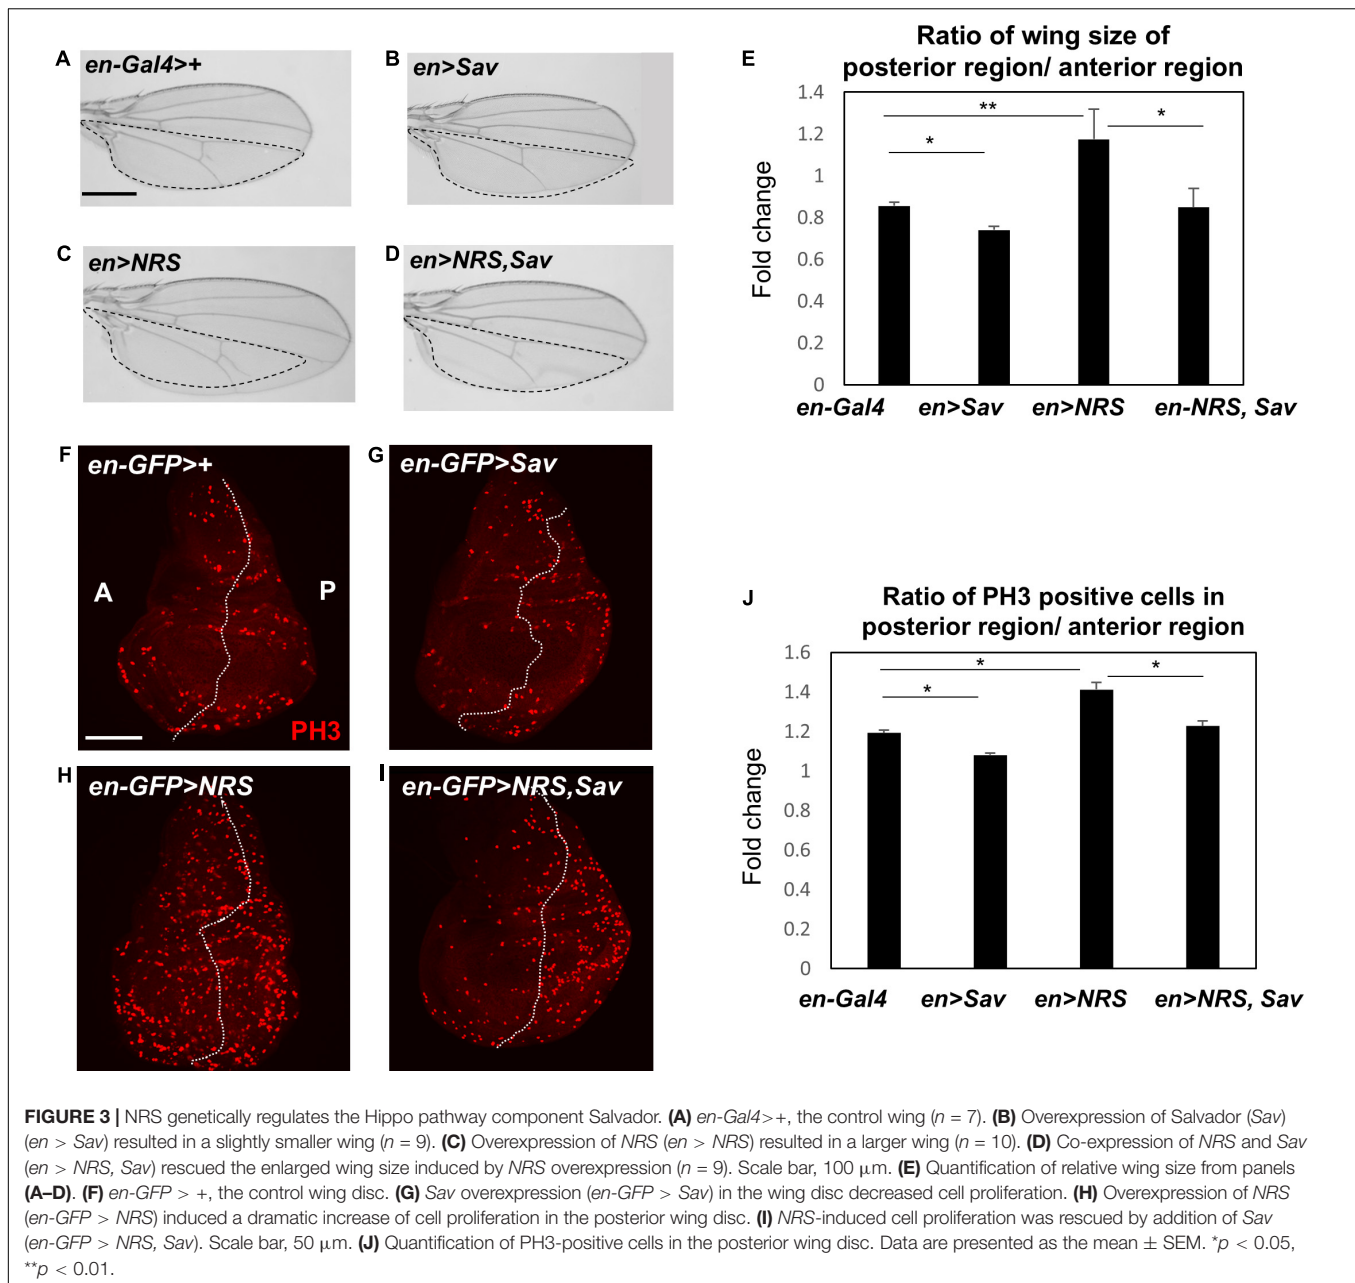 A
en-Gal4>+
B
en>Sav
C
en>NRS
D
en>NRS,Sav
E
Ratio of wing size of
posterior region/ anterior region
Fold change
1.4
1.2
1
0.8
0.6
0.4
0.2
0
**
*
*
en-Gal4
en>Sav
en>NRS
en-NRS, Sav
F
en-GFP>+
A
P
PH3
G
en-GFP>Sav
H
en-GFP>NRS
I
en-GFP>NRS,Sav
J
Ratio of PH3 positive cells in
posterior region/ anterior region
Fold change
1.6
1.4
1.2
1
0.8
0.6
0.4
0.2
0
*
*
*
en-Gal4
en>Sav
en>NRS
en>NRS, Sav
FIGURE 3 | NRS genetically regulates the Hippo pathway component Salvador. (A) en-Gal4>+, the control wing (n = 7). (B) Overexpression of Salvador (Sav)
(en > Sav) resulted in a slightly smaller wing (n = 9). (C) Overexpression of NRS (en > NRS) resulted in a larger wing (n = 10). (D) Co-expression of NRS and Sav
(en > NRS, Sav) rescued the enlarged wing size induced by NRS overexpression (n = 9). Scale bar, 100 μm. (E) Quantification of relative wing size from panels
(A–D). (F) en-GFP > +, the control wing disc. (G) Sav overexpression (en-GFP > Sav) in the wing disc decreased cell proliferation. (H) Overexpression of NRS
(en-GFP > NRS) induced a dramatic increase of cell proliferation in the posterior wing disc. (I) NRS-induced cell proliferation was rescued by addition of Sav
(en-GFP > NRS, Sav). Scale bar, 50 μm. (J) Quantification of PH3-positive cells in the posterior wing disc. Data are presented as the mean ± SEM. *p < 0.05,
**p < 0.01.